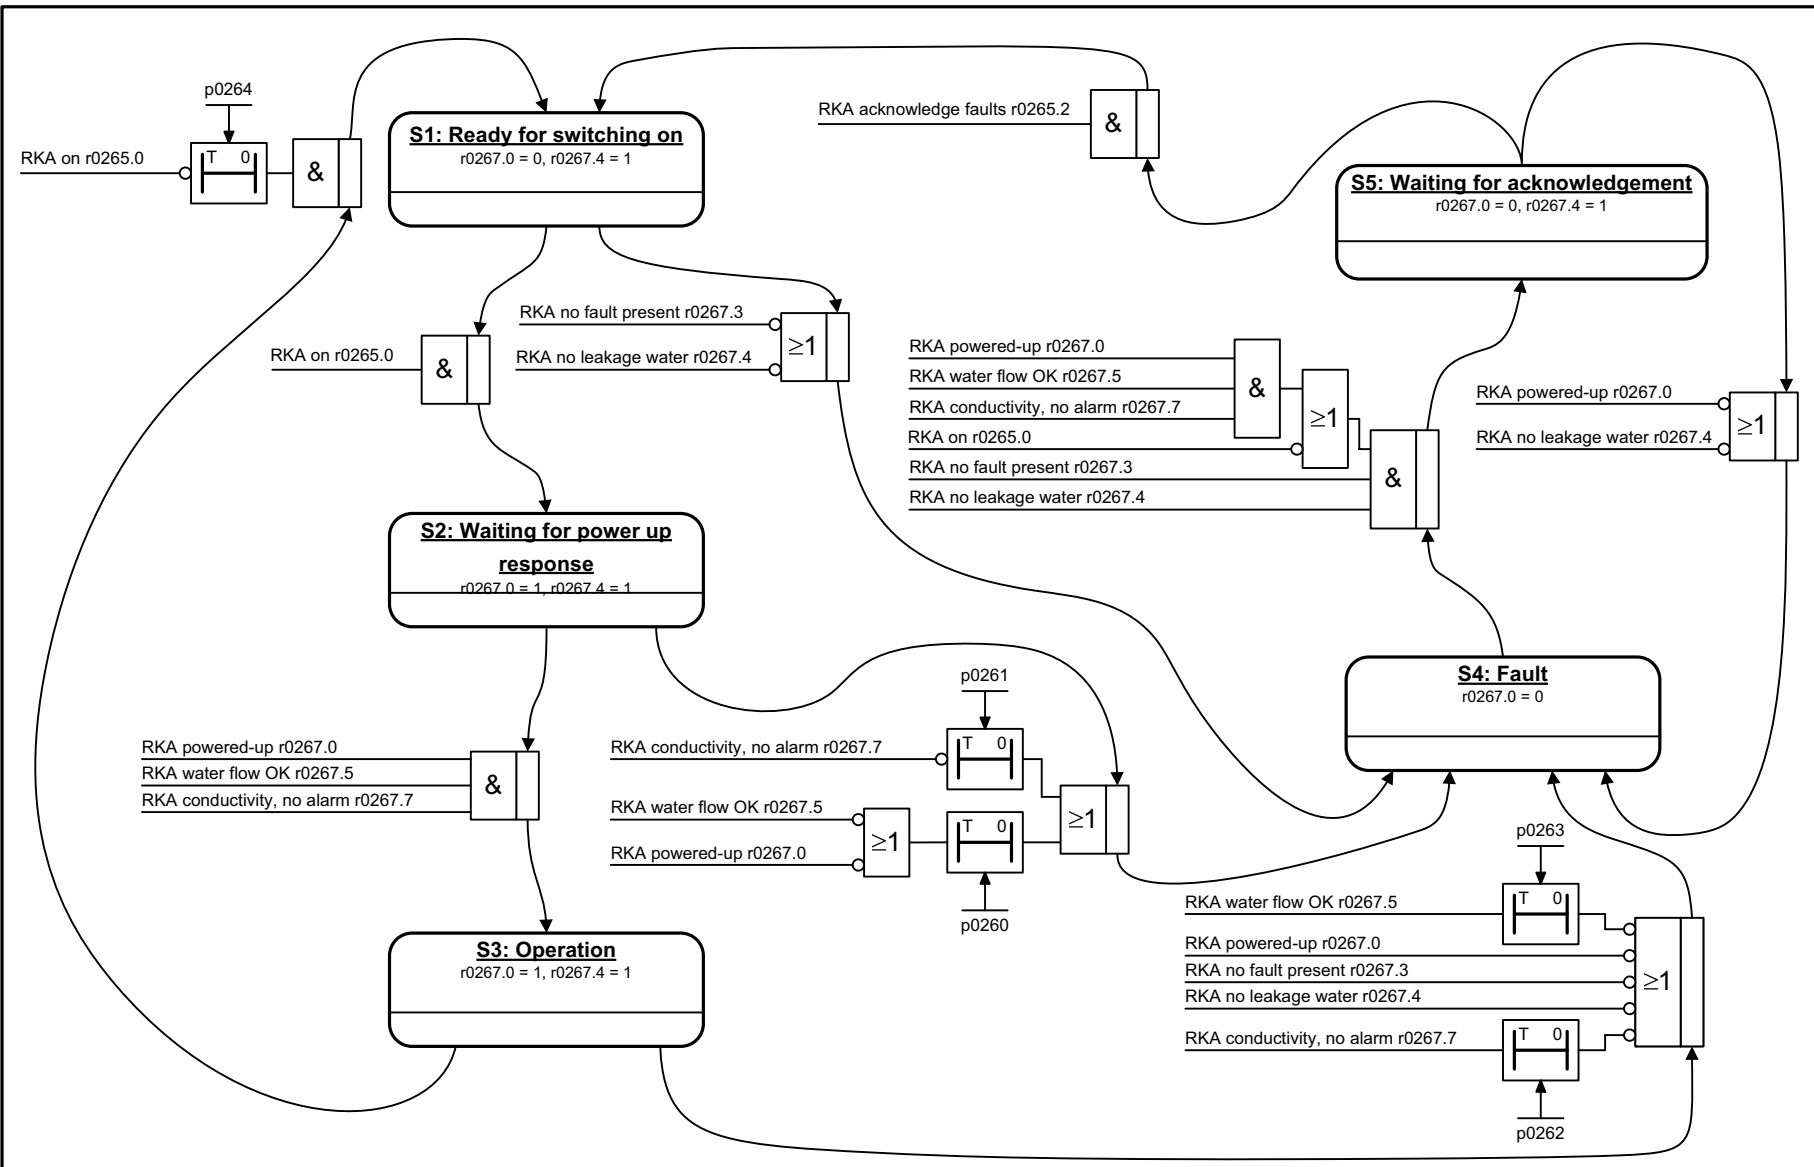 p0264
RKA on r0265.0
T 0
&
S1: Ready for switching on
r0267.0 = 0, r0267.4 = 1
RKA acknowledge faults r0265.2
&
S5: Waiting for acknowledgement
r0267.0 = 0, r0267.4 = 1
RKA on r0265.0
&
RKA no fault present r0267.3
RKA no leakage water r0267.4
≥1
RKA powered-up r0267.0
RKA water flow OK r0267.5
RKA conductivity, no alarm r0267.7
&
RKA on r0265.0
≥1
RKA no fault present r0267.3
RKA no leakage water r0267.4
&
RKA powered-up r0267.0
RKA no leakage water r0267.4
≥1
S2: Waiting for power up
response
r0267.0 = 1, r0267.4 = 1
S4: Fault
r0267.0 = 0
RKA powered-up r0267.0
RKA water flow OK r0267.5
RKA conductivity, no alarm r0267.7
&
p0261
RKA conductivity, no alarm r0267.7
T 0
RKA water flow OK r0267.5
RKA powered-up r0267.0
≥1
T 0
≥1
p0260
S3: Operation
r0267.0 = 1, r0267.4 = 1
p0263
RKA water flow OK r0267.5
T 0
RKA powered-up r0267.0
RKA no fault present r0267.3
RKA no leakage water r0267.4
≥1
RKA conductivity, no alarm r0267.7
T 0
p0262